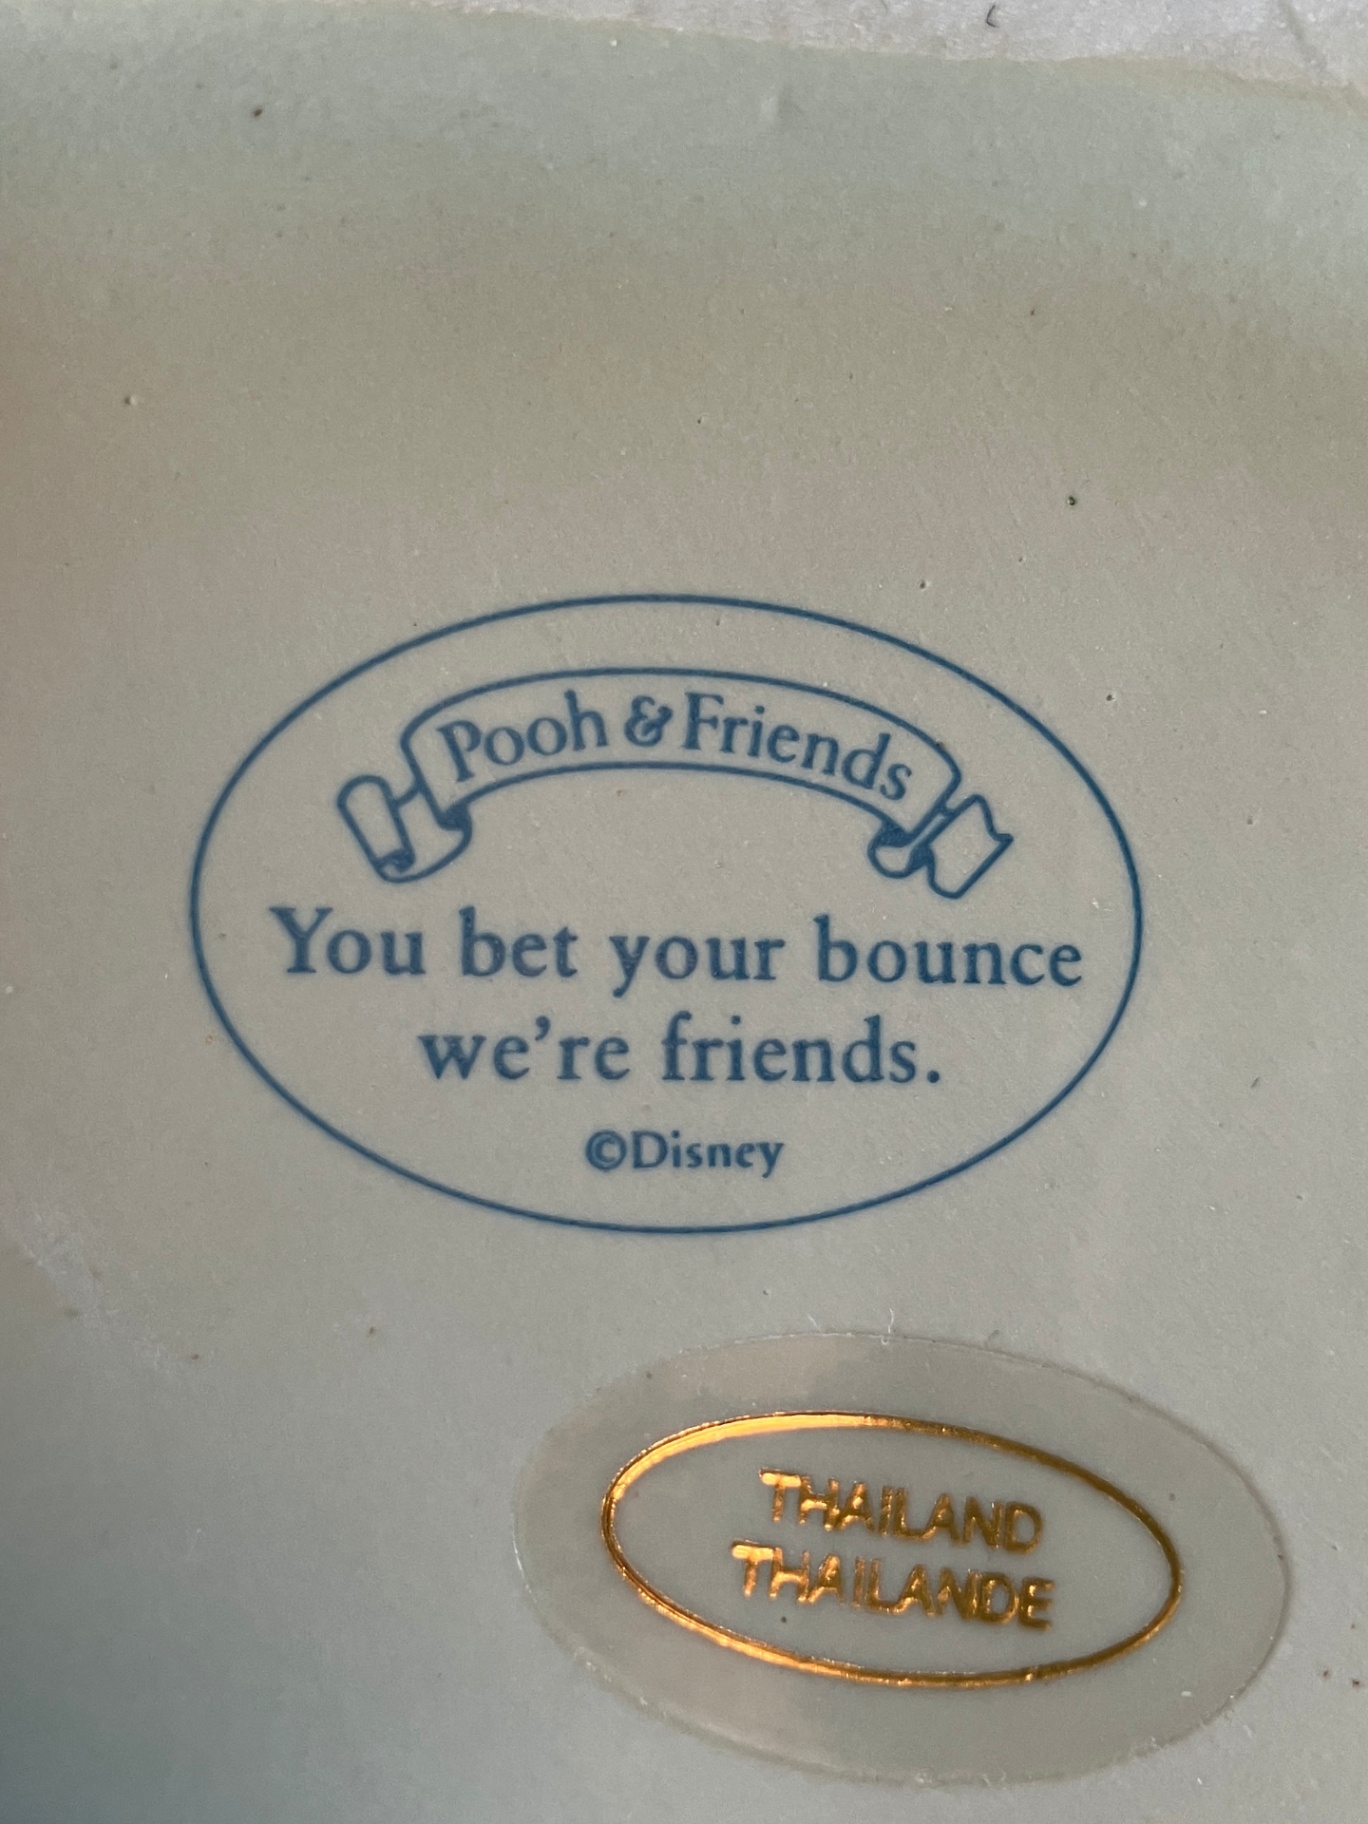 Pooh & Friends
You bet your bounce
we're friends.
©Disney
THAILAND
THAILANDE